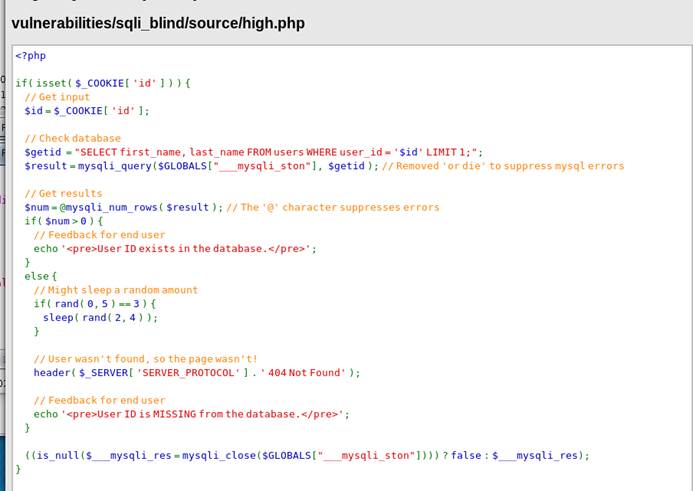 vulnerabilities/sqli_blind/source/high.php
<?php
if( isset( $_COOKIE[ 'id' ] ) ) {
// Get input
$id = $_COOKIE[ 'id' ];
// Check database
$getid = "SELECT first_name, last_name FROM users WHERE user_id = '$id' LIMIT 1;";
$result = mysqli_query($GLOBALS["___mysqli_ston"], $getid ); // Removed 'or die' to suppress mysql errors
// Get results
$num = @mysqli_num_rows( $result ); // The '@' character suppresses errors
if( $num > 0 ) {
// Feedback for end user
echo '<pre>User ID exists in the database.</pre>';
}
else {
// Might sleep a random amount
if( rand( 0, 5 ) == 3 ) {
sleep( rand( 2, 4 ) );
}
// User wasn't found, so the page wasn't!
header( $_SERVER[ 'SERVER_PROTOCOL' ] . ' 404 Not Found' );
// Feedback for end user
echo '<pre>User ID is MISSING from the database.</pre>';
}
((is_null($___mysqli_res = mysqli_close($GLOBALS["___mysqli_ston"]))) ? false : $___mysqli_res);
}